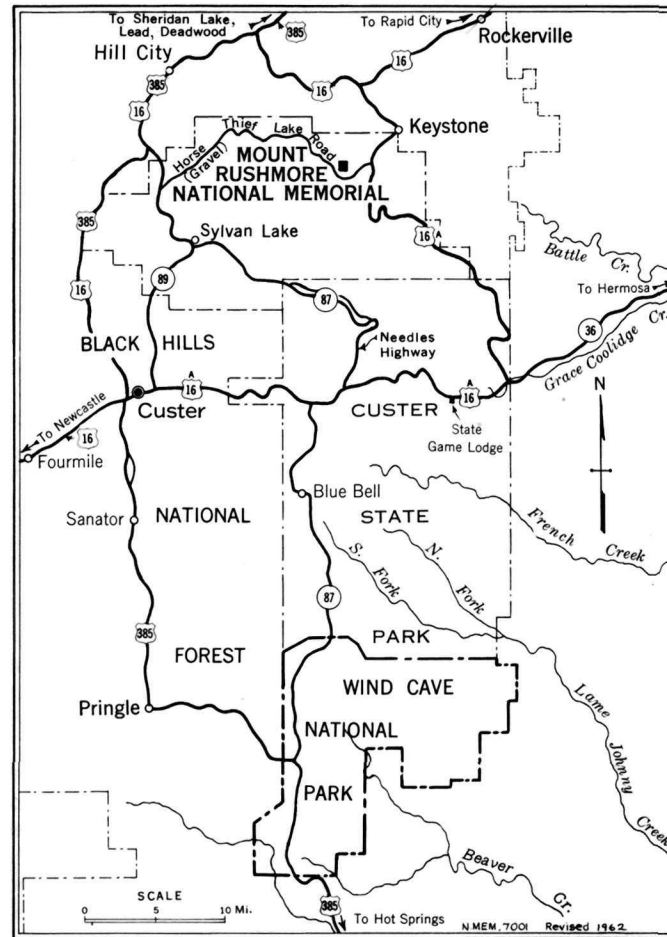 To Sheridan Lake,
Lead, Deadwood
385
To Rapid City
Rockerville
Hill City
385
16
16
16
Keystone
Horse Thief Lake Road
(Gravel)
MOUNT
RUSHMORE
NATIONAL MEMORIAL
385
Sylvan Lake
16 A
Battle Cr.
To Hermosa
16
89
87
36
Grace Coolidge Cr.
BLACK HILLS
Needles
Highway
N
A
16
Custer
CUSTER
A
16
State
Game Lodge
To Newcastle
16
Fourmile
Blue Bell
NATIONAL
STATE
Sanator
French Creek
S. Fork
N. Fork
87
385
PARK
FOREST
WIND CAVE
Pringle
NATIONAL
Lame Johnny Creek
PARK
Beaver Cr.
SCALE
0 5 10 Mi.
385
To Hot Springs
N.MEM. 7001 Revised 1962